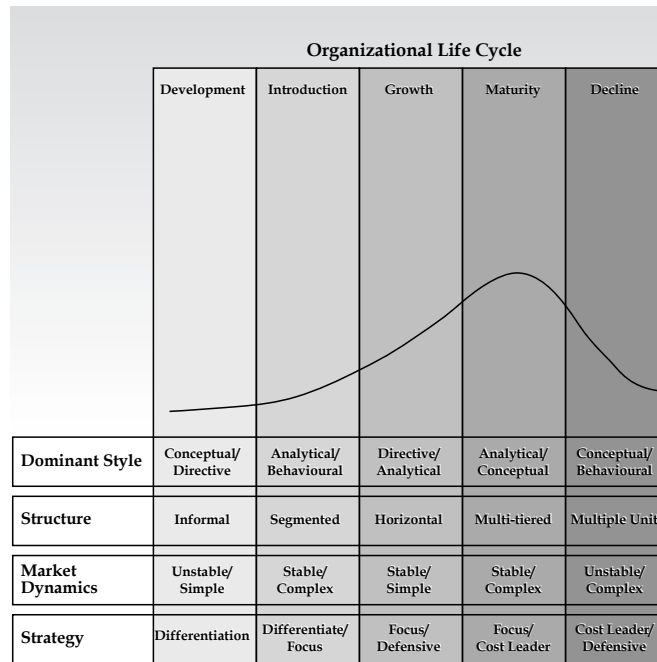 Organizational Life Cycle
Development Introduction Growth Maturity Decline
Dominant Style
Conceptual/
Directive
Analytical/
Behavioural
Directive/
Analytical
Analytical/
Conceptual
Conceptual/
Behavioural
Structure
Informal
Segmented
Horizontal
Multi-tiered
Multiple Unit
Market
Dynamics
Unstable/
Simple
Stable/
Complex
Stable/
Simple
Stable/
Complex
Unstable/
Complex
Strategy
Differentiation
Differentiate/
Focus
Focus/
Defensive
Focus/
Cost Leader
Cost Leader/
Defensive